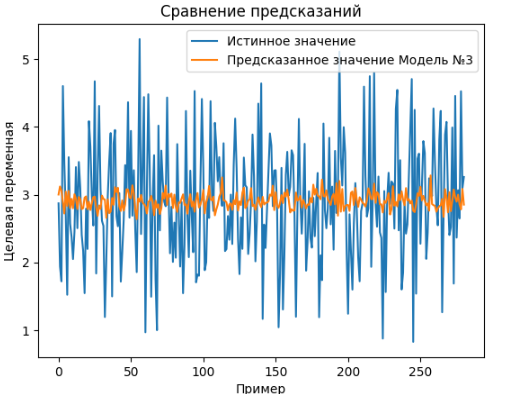 Сравнение предсказаний
Истинное значение
Предсказанное значение Модель №3
Целевая переменная
5
4
3
2
1
0
50
100
150
200
250
Пример